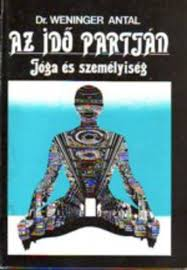 Dr. WENINGER ANTAL
AZ IDŐ PARTJÁN
Jóga és személyiség